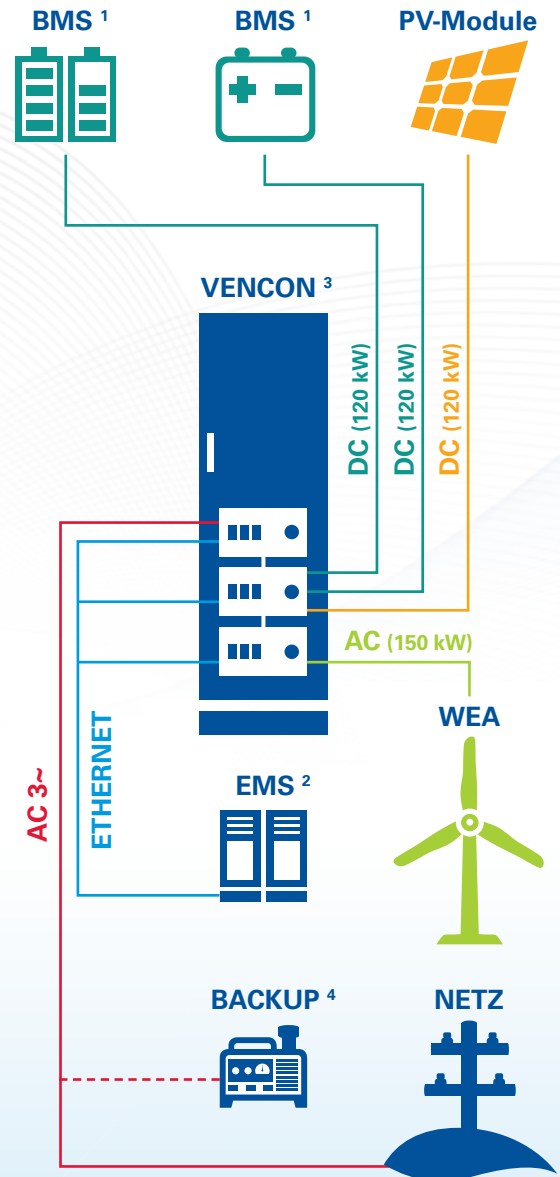 BMS ¹
BMS ¹
PV-Module
VENCON ³
DC (120 kW)
DC (120 kW)
DC (120 kW)
AC (150 kW)
WEA
AC 3~
ETHERNET
EMS ²
BACKUP ⁴
NETZ